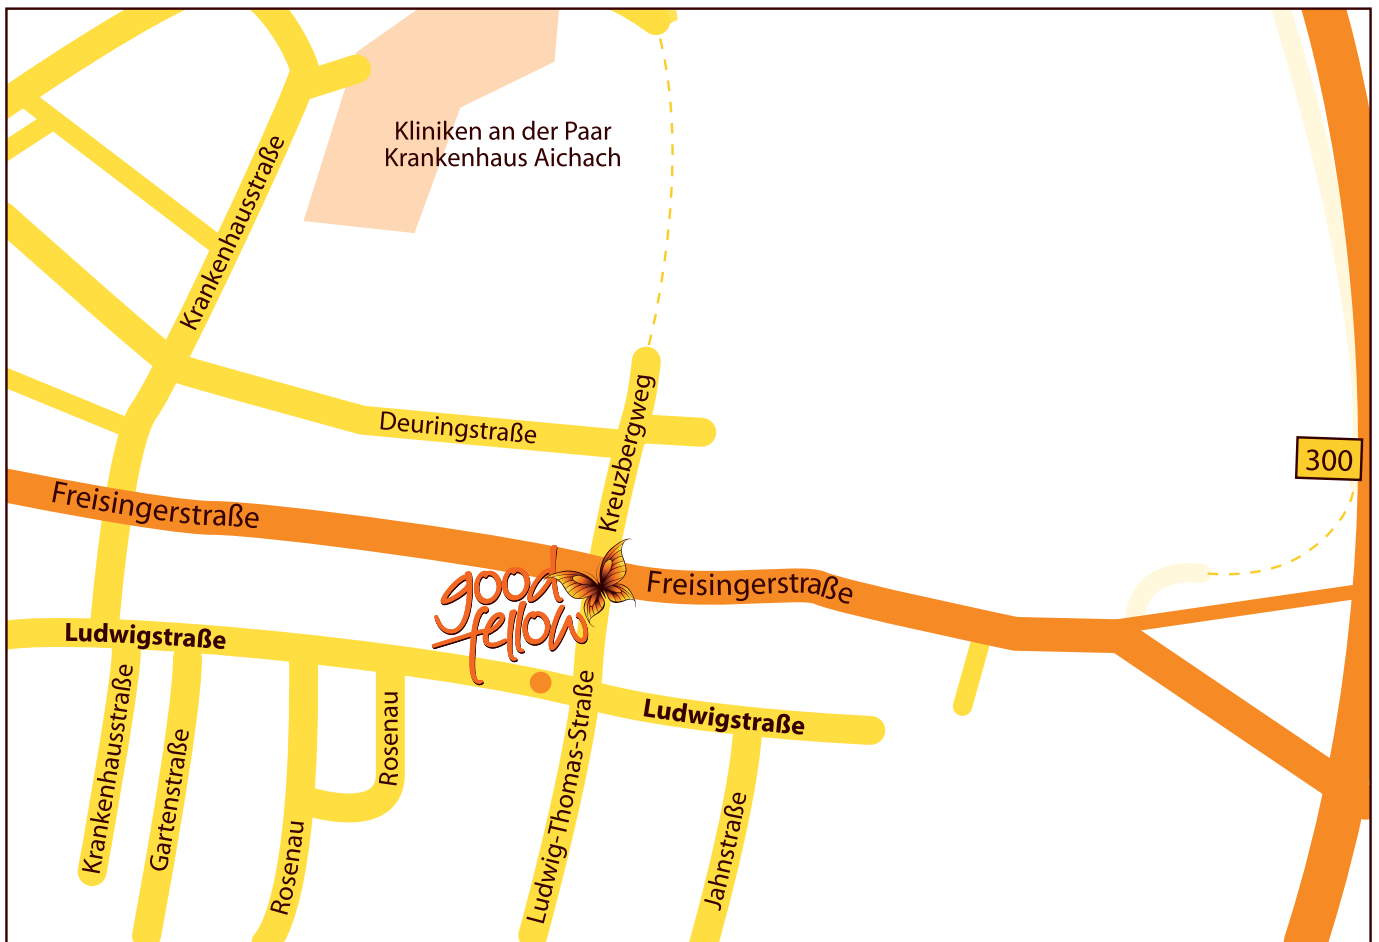 Kliniken an der Paar
Krankenhaus Aichach
Krankenhausstraße
Deuringstraße
Kreuzbergweg
300
Freisingerstraße
good
fellow
Freisingerstraße
Ludwigstraße
Ludwigstraße
Krankenhausstraße
Gartenstraße
Rosenau
Rosenau
Ludwig-Thomas-Straße
Jahnstraße